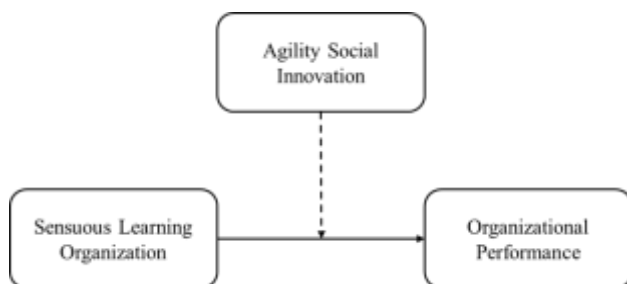 Agility Social
Innovation
Sensuous Learning
Organization
Organizational
Performance